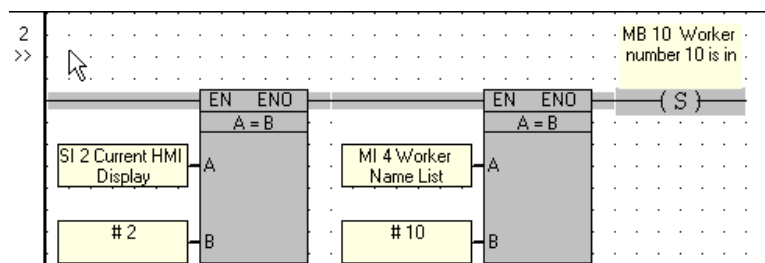 2
>>
MB 10 Worker
number 10 is in
EN ENO
A = B
SI 2 Current HMI
Display
A
# 2
B
EN ENO
A = B
MI 4 Worker
Name List
A
# 10
B
( S )